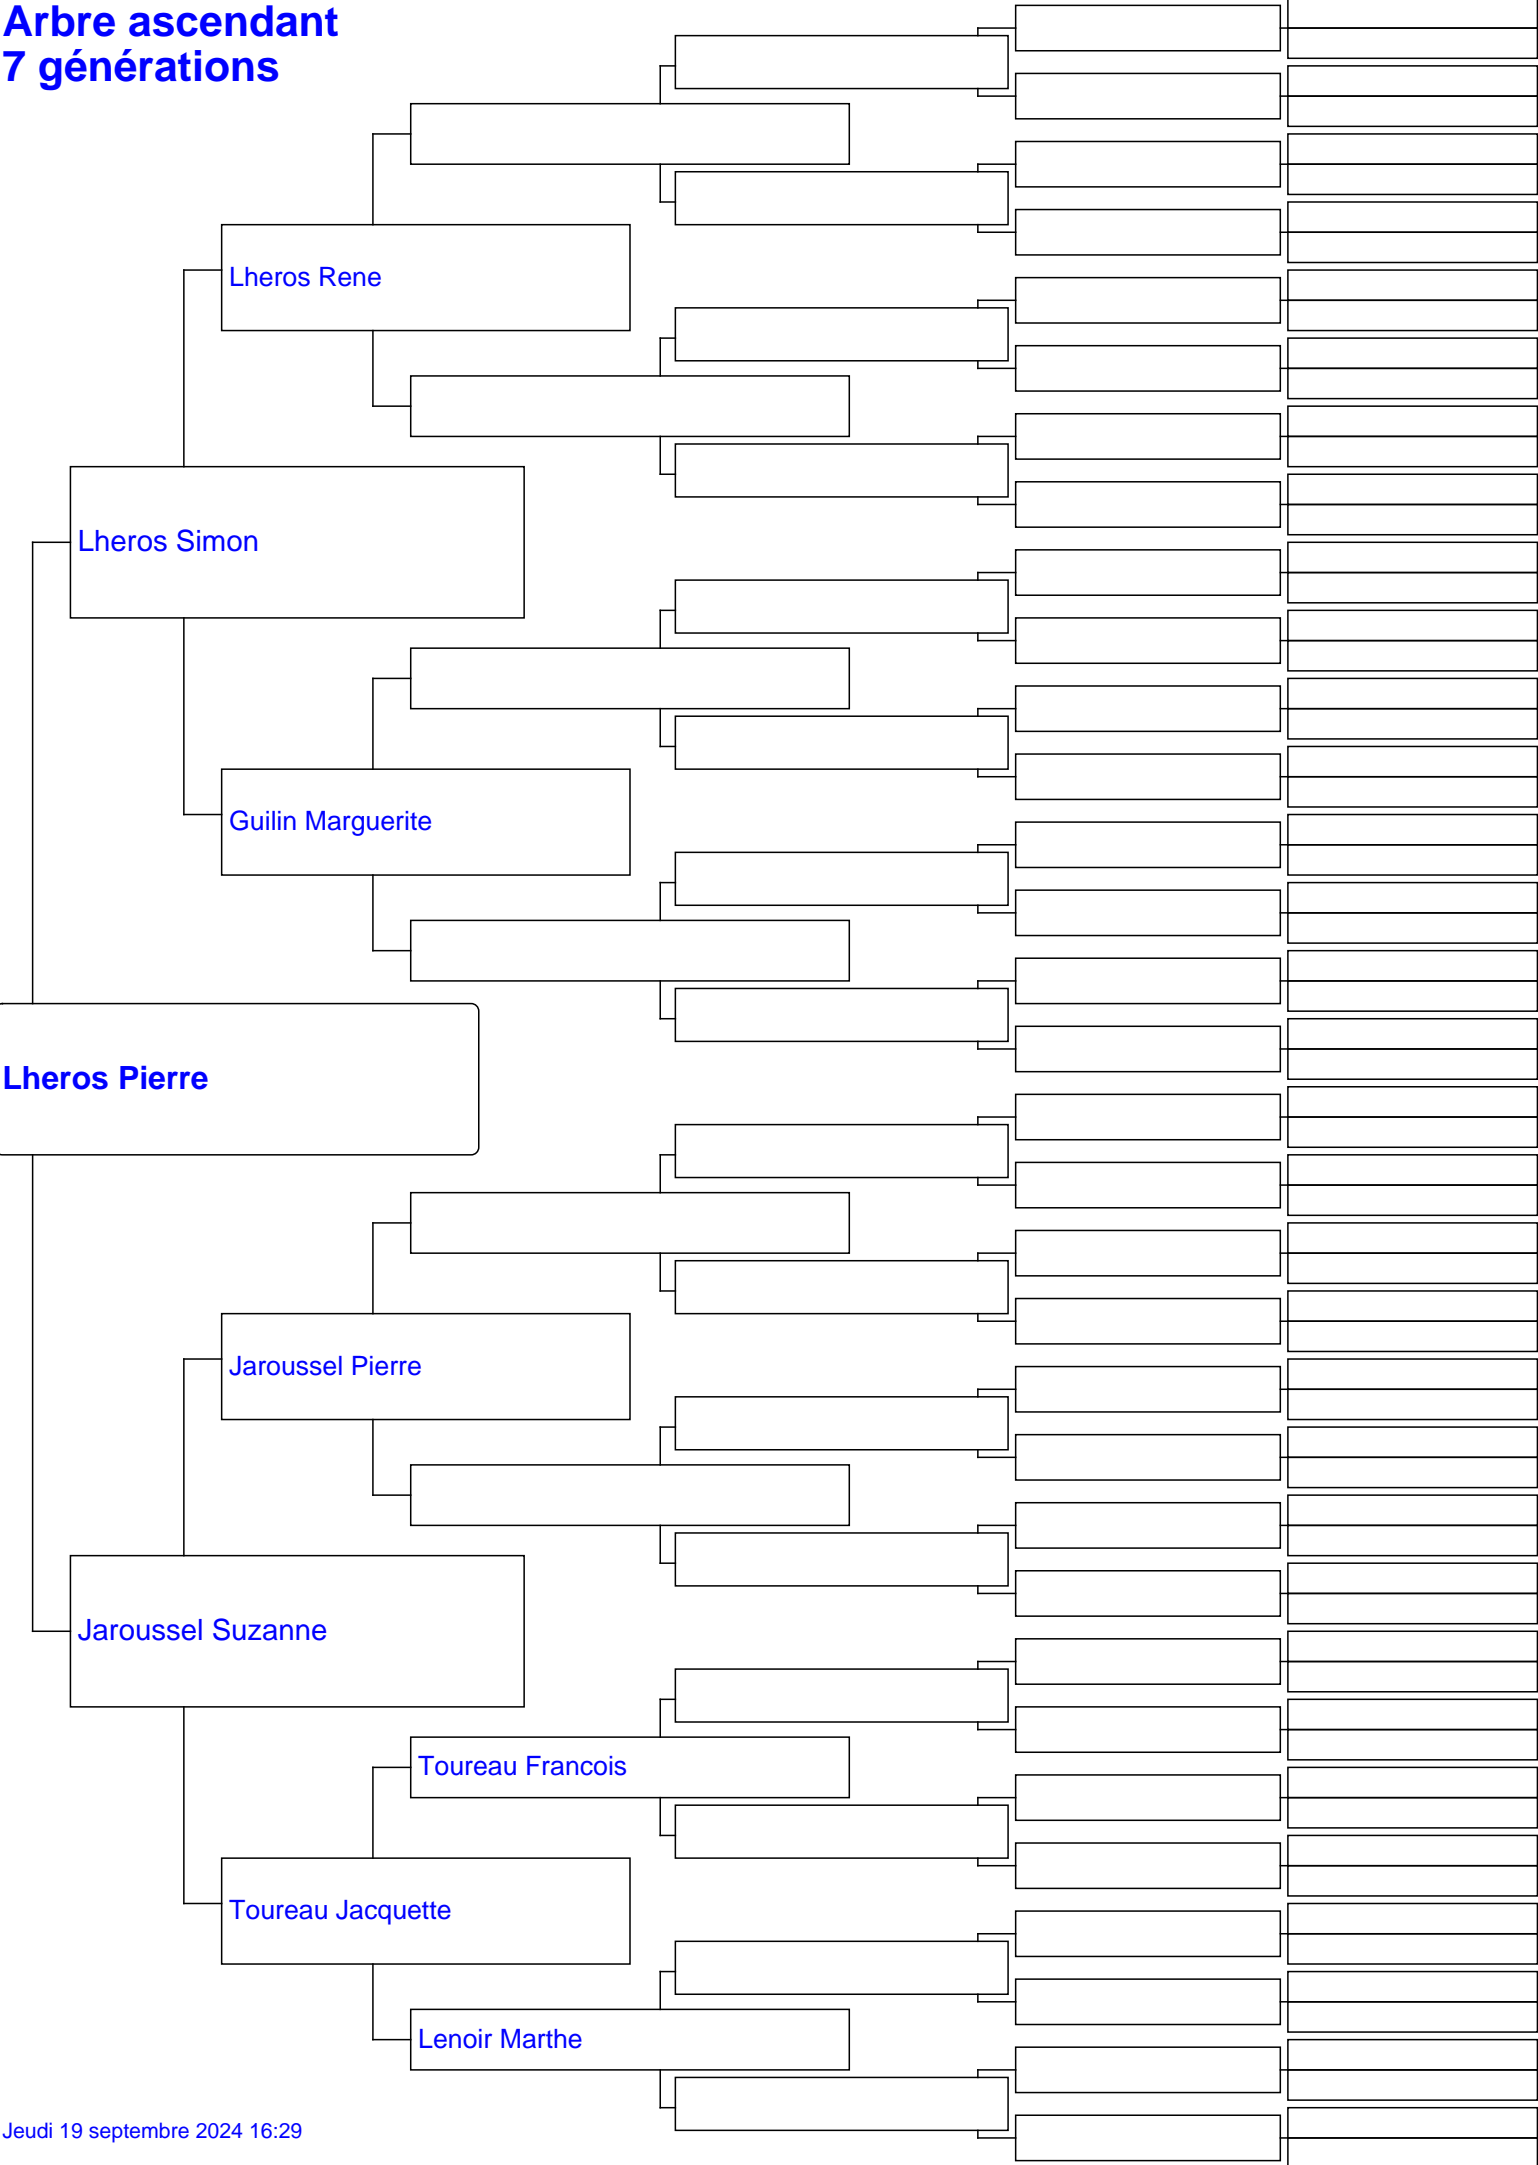 Arbre ascendant
7 générations
Lheros Rene
Lheros Simon
Guilin Marguerite
Lheros Pierre
Jaroussel Pierre
Jaroussel Suzanne
Toureau Francois
Toureau Jacquette
Lenoir Marthe
Jeudi 19 septembre 2024 16:29